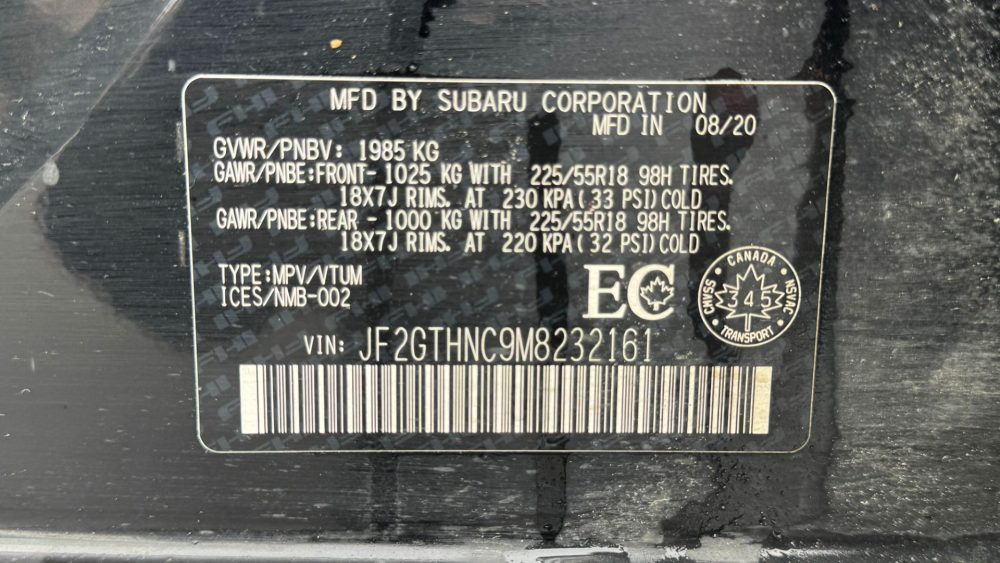 MFD BY SUBARU CORPORATION
MFD IN 08/20
GVWR/PNBV: 1985 KG
GAWR/PNBE:FRONT- 1025 KG WITH 225/55R18 98H TIRES.
18X7J RIMS. AT 230 KPA( 33 PSI)COLD
GAWR/PNBE:REAR - 1000 KG WITH 225/55R18 98H TIRES.
18X7J RIMS. AT 220 KPA( 32 PSI)COLD
TYPE:MPV/VTUM
ICES/NMB-002
EC
CANADA
CMVSS
345
NSVAC
TRANSPORT
VIN: JF2GTHNC9M8232161